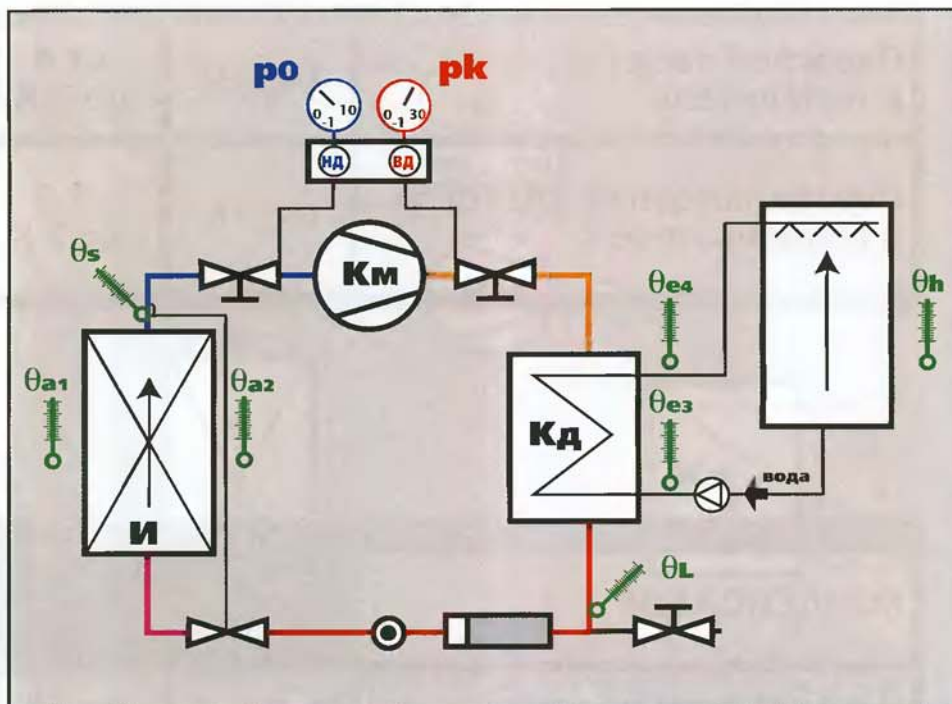 po pk
0 10 -1
0 30 -1
НД ВД
Км
θs
θa1
θa2
И
θe4
θh
θe3
Кд
вода
θL